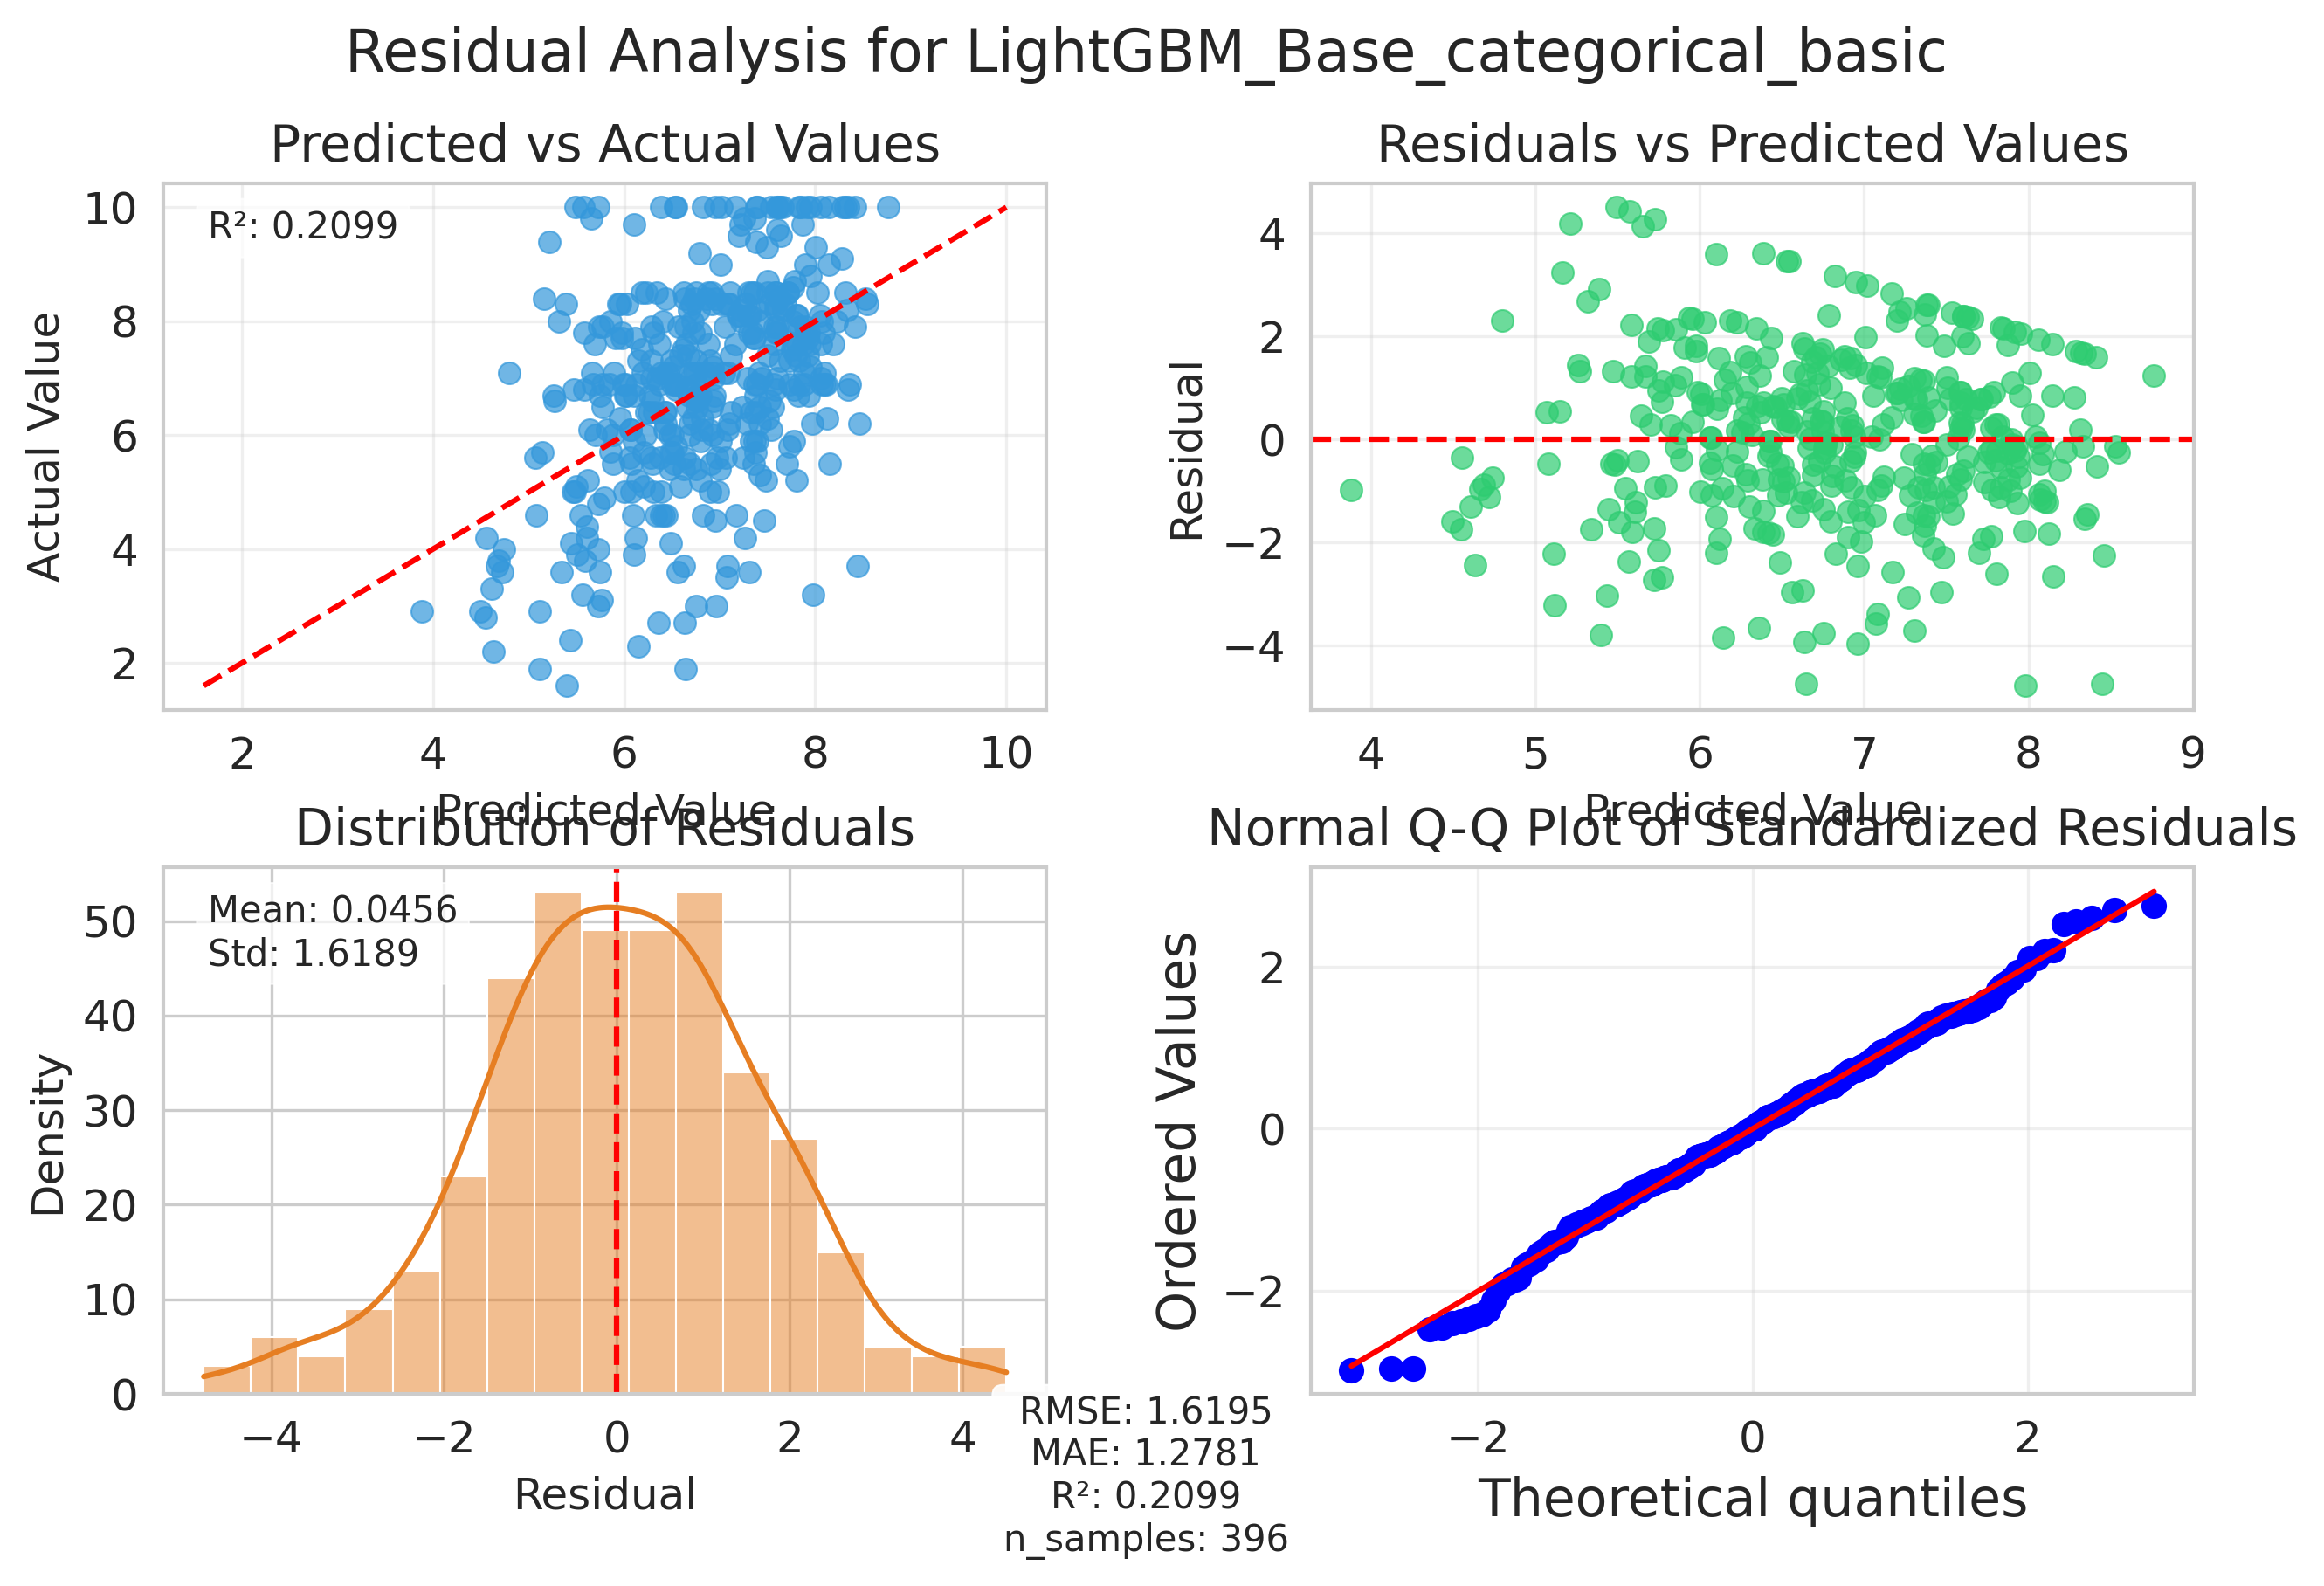 Residual Analysis for LightGBM_Base_categorical_basic
Predicted vs Actual Values
R²: 0.2099
10
8
6
4
2
Actual Value
2
4
6
8
10
Predicted Value
Residuals vs Predicted Values
4
2
0
−2
−4
Residual
4
5
6
7
8
9
Predicted Value
Distribution of Residuals
Mean: 0.0456
Std: 1.6189
50
40
30
20
10
0
Density
−4
−2
0
2
4
Residual
Normal Q-Q Plot of Standardized Residuals
2
0
−2
Ordered Values
−2
0
2
Theoretical quantiles
RMSE: 1.6195
MAE: 1.2781
R²: 0.2099
n_samples: 396